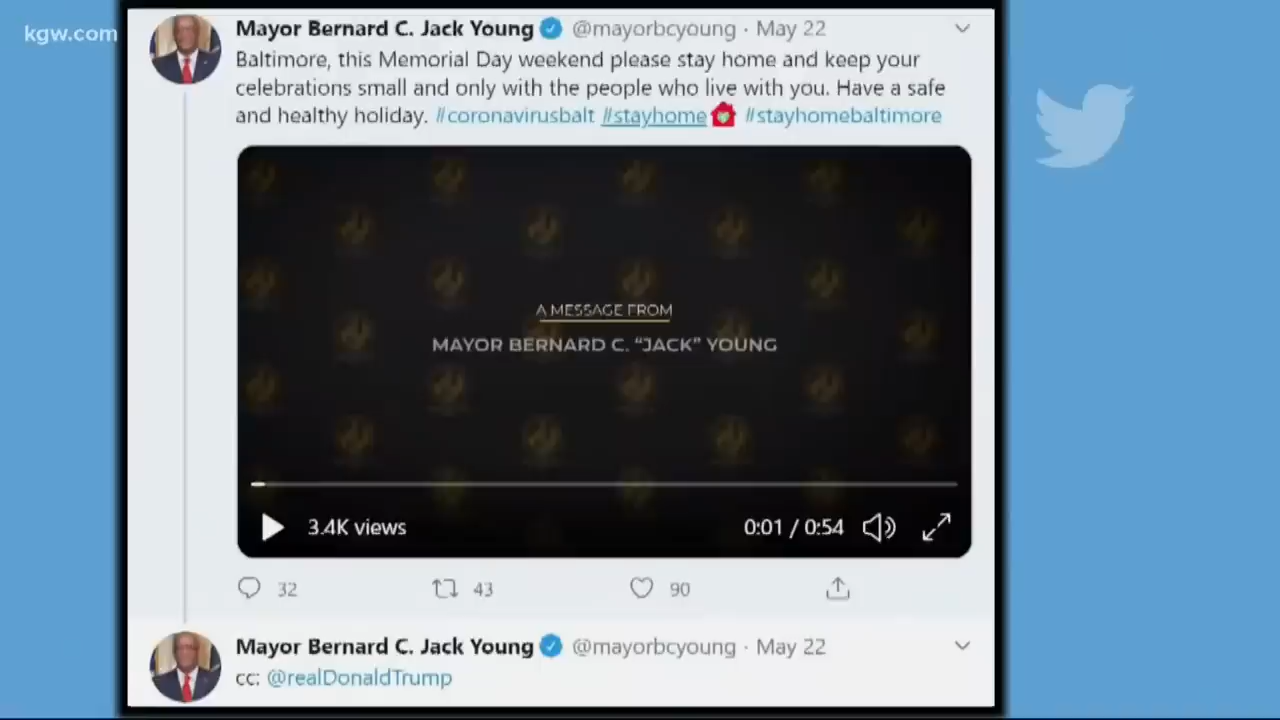 kgw.com
Mayor Bernard C. Jack Young @mayorbcyoung · May 22
Baltimore, this Memorial Day weekend please stay home and keep your
celebrations small and only with the people who live with you. Have a safe
and healthy holiday. #coronavirusbalt #stayhome #stayhomebaltimore
A MESSAGE FROM
MAYOR BERNARD C. “JACK” YOUNG
3.4K views 0:01 / 0:54
32 43 90
Mayor Bernard C. Jack Young @mayorbcyoung · May 22
cc: @realDonaldTrump